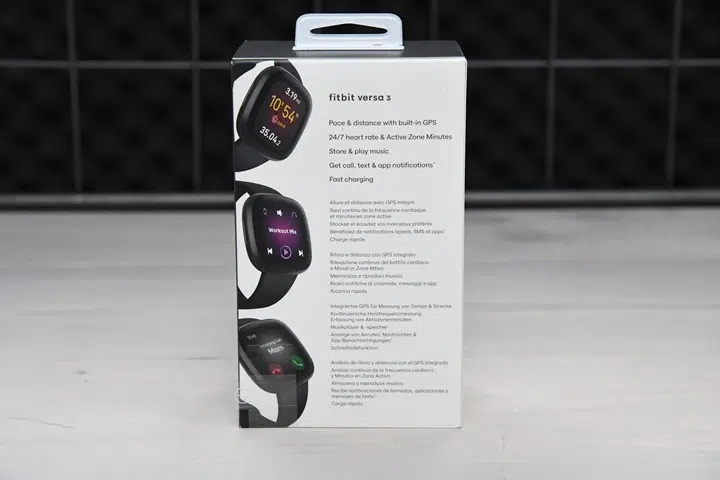 3.19 mi
10'54"
35:04.2
Workout Mix
Mom
fitbit versa 3
Pace & distance with built-in GPS
24/7 heart rate & Active Zone Minutes
Store & play music
Get call, text & app notifications*
Fast charging
Allure et distance avec GPS intégré
Suivi continu de la fréquence cardiaque
et minutes en zone active
Stockez et écoutez vos morceaux préférés
Bénéficiez de notifications appels, SMS et apps*
Charge rapide
Ritmo e distanza con GPS integrato
Rilevazione continua del battito cardiaco
e Minuti in Zona Attiva
Memorizza e riproduci musica
Ricevi notifiche di chiamate, messaggi e app*
Ricarica rapida
Integriertes GPS für Messung von Tempo & Strecke
Kontinuierliche Herzfrequenzmessung
Erfassung von Aktivzonenminuten
Musikplayer & -speicher
Anzeige von Anrufen, Nachrichten &
App-Benachrichtigungen*
Schnellladefunktion
Análisis de ritmo y distancia con el GPS integrado
Análisis continuo de la frecuencia cardiaca
y Minutos en Zona Activa
Almacena y reproduce música
Recibe notificaciones de llamadas, aplicaciones y
mensajes de texto*
Carga rápida